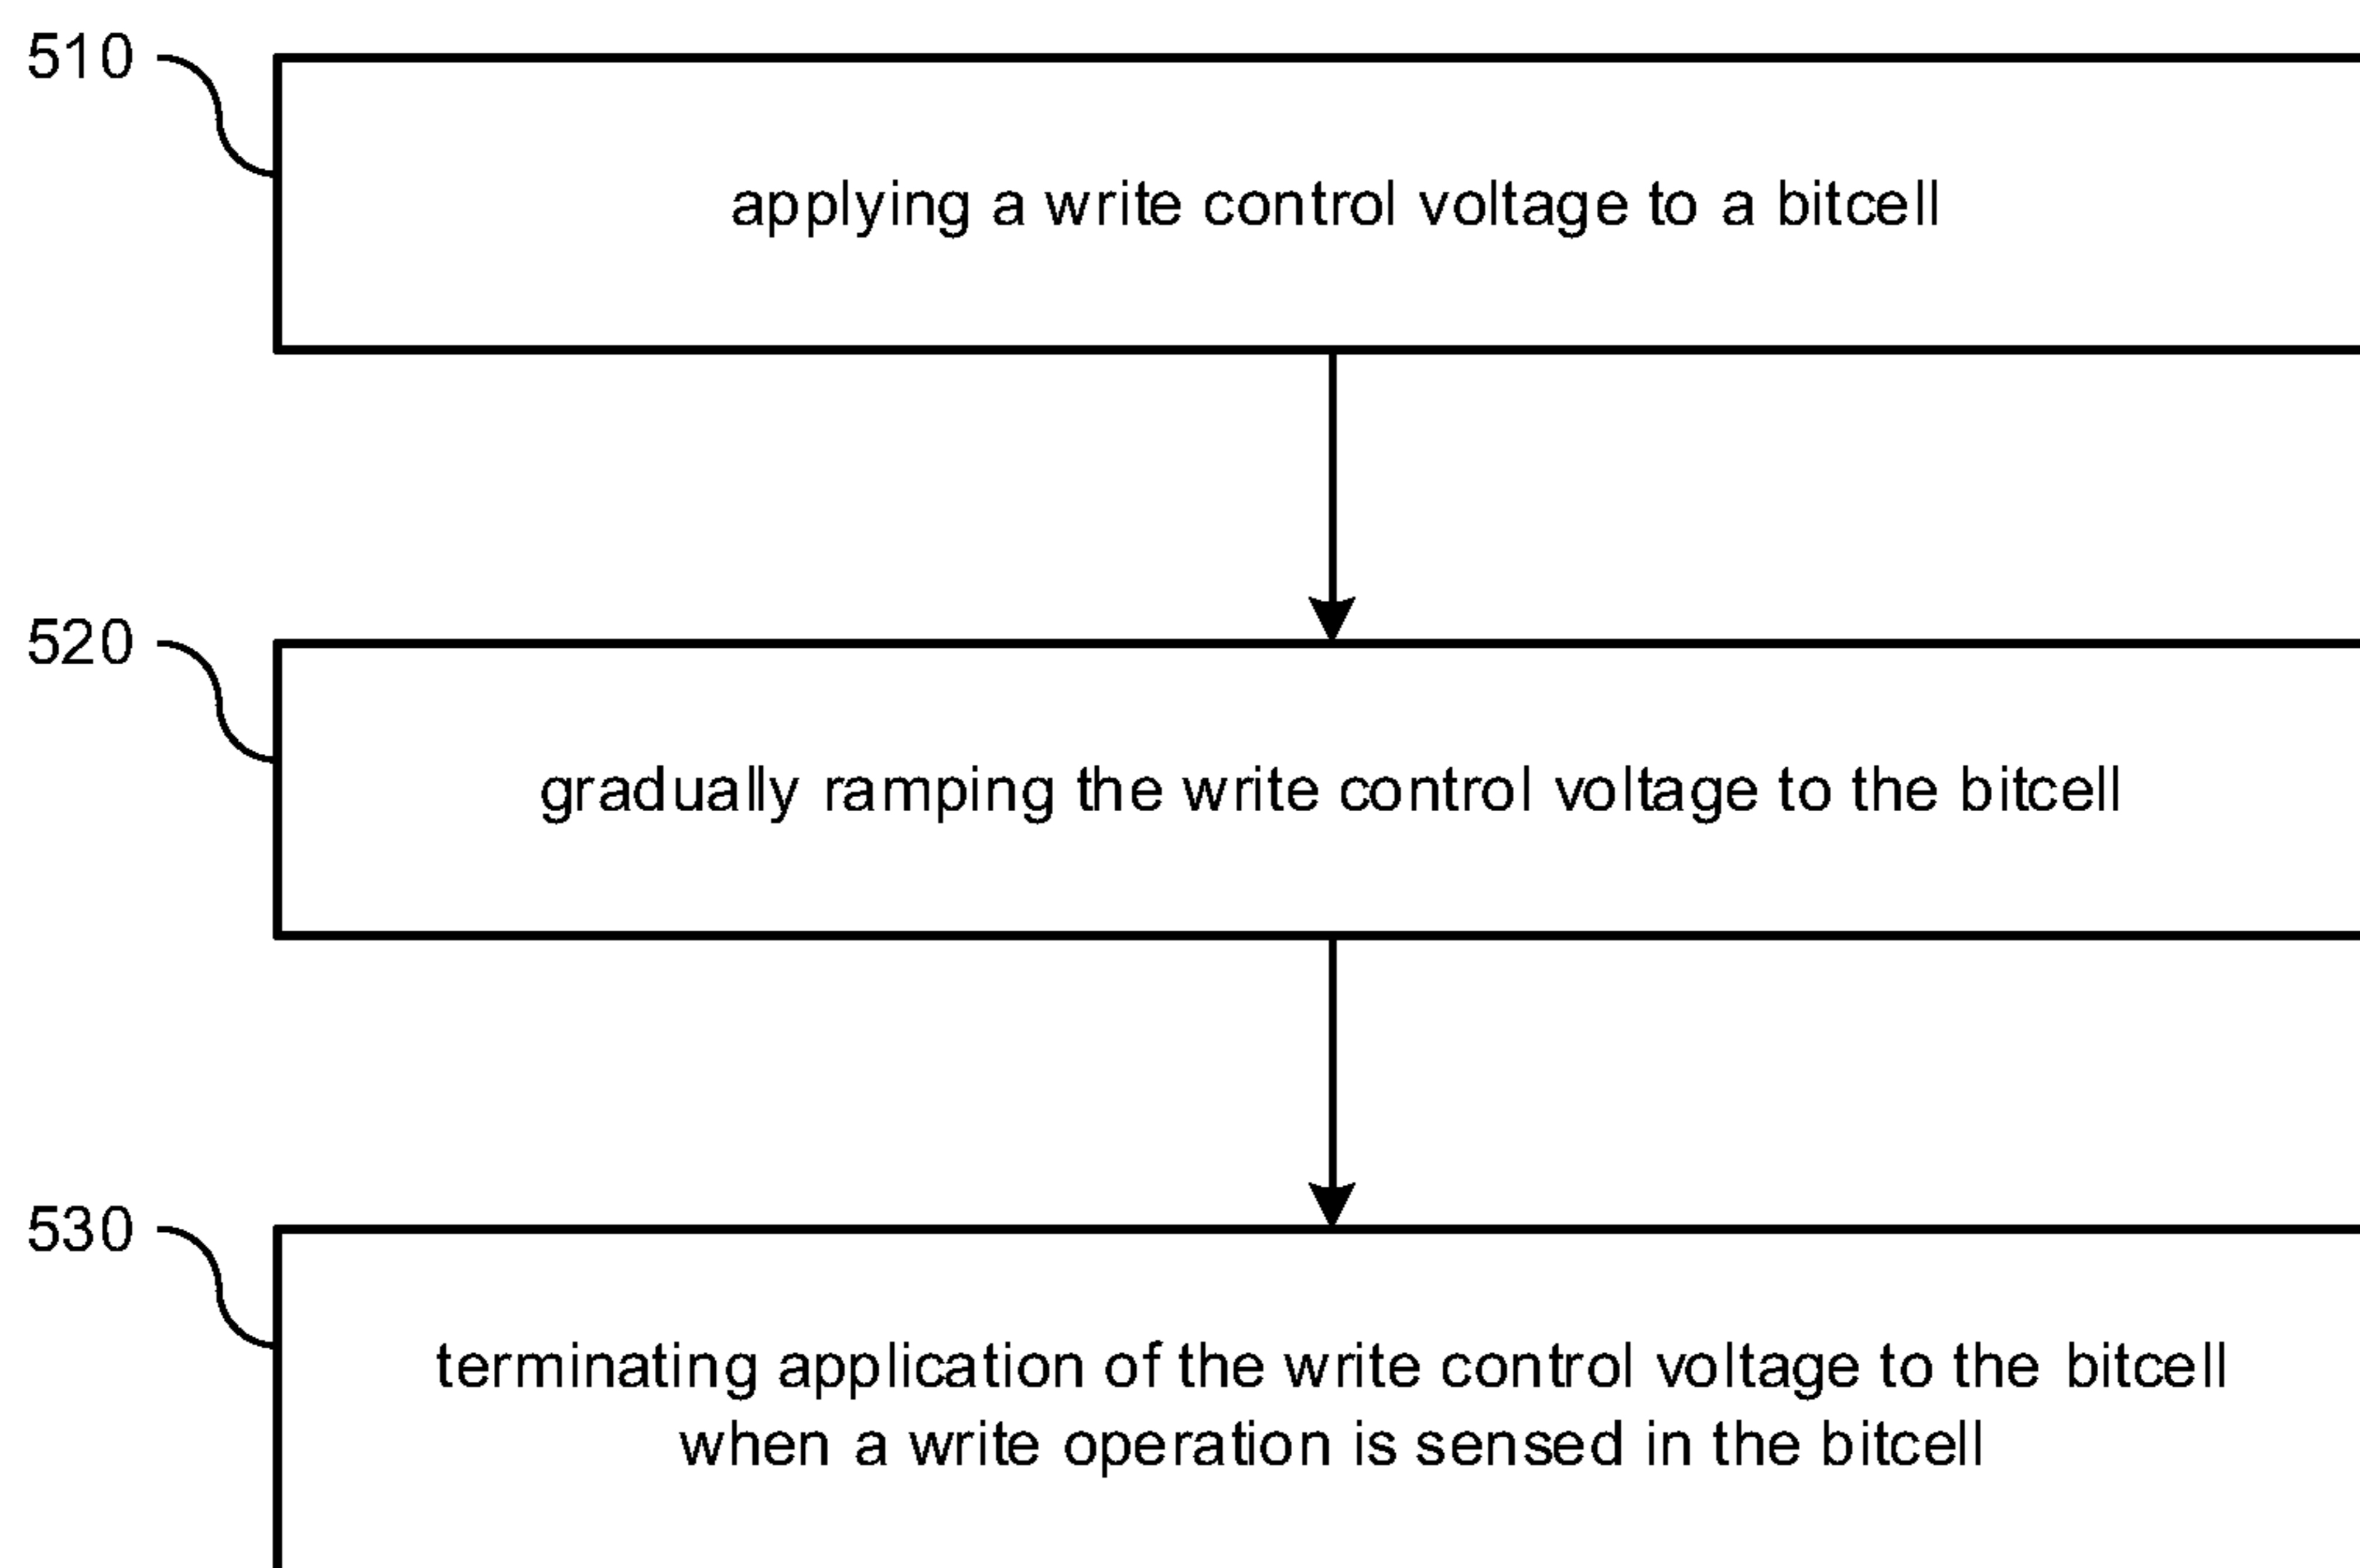 510
applying a write control voltage to a bitcell
520
gradually ramping the write control voltage to the bitcell
530
terminating application of the write control voltage to the bitcell
when a write operation is sensed in the bitcell